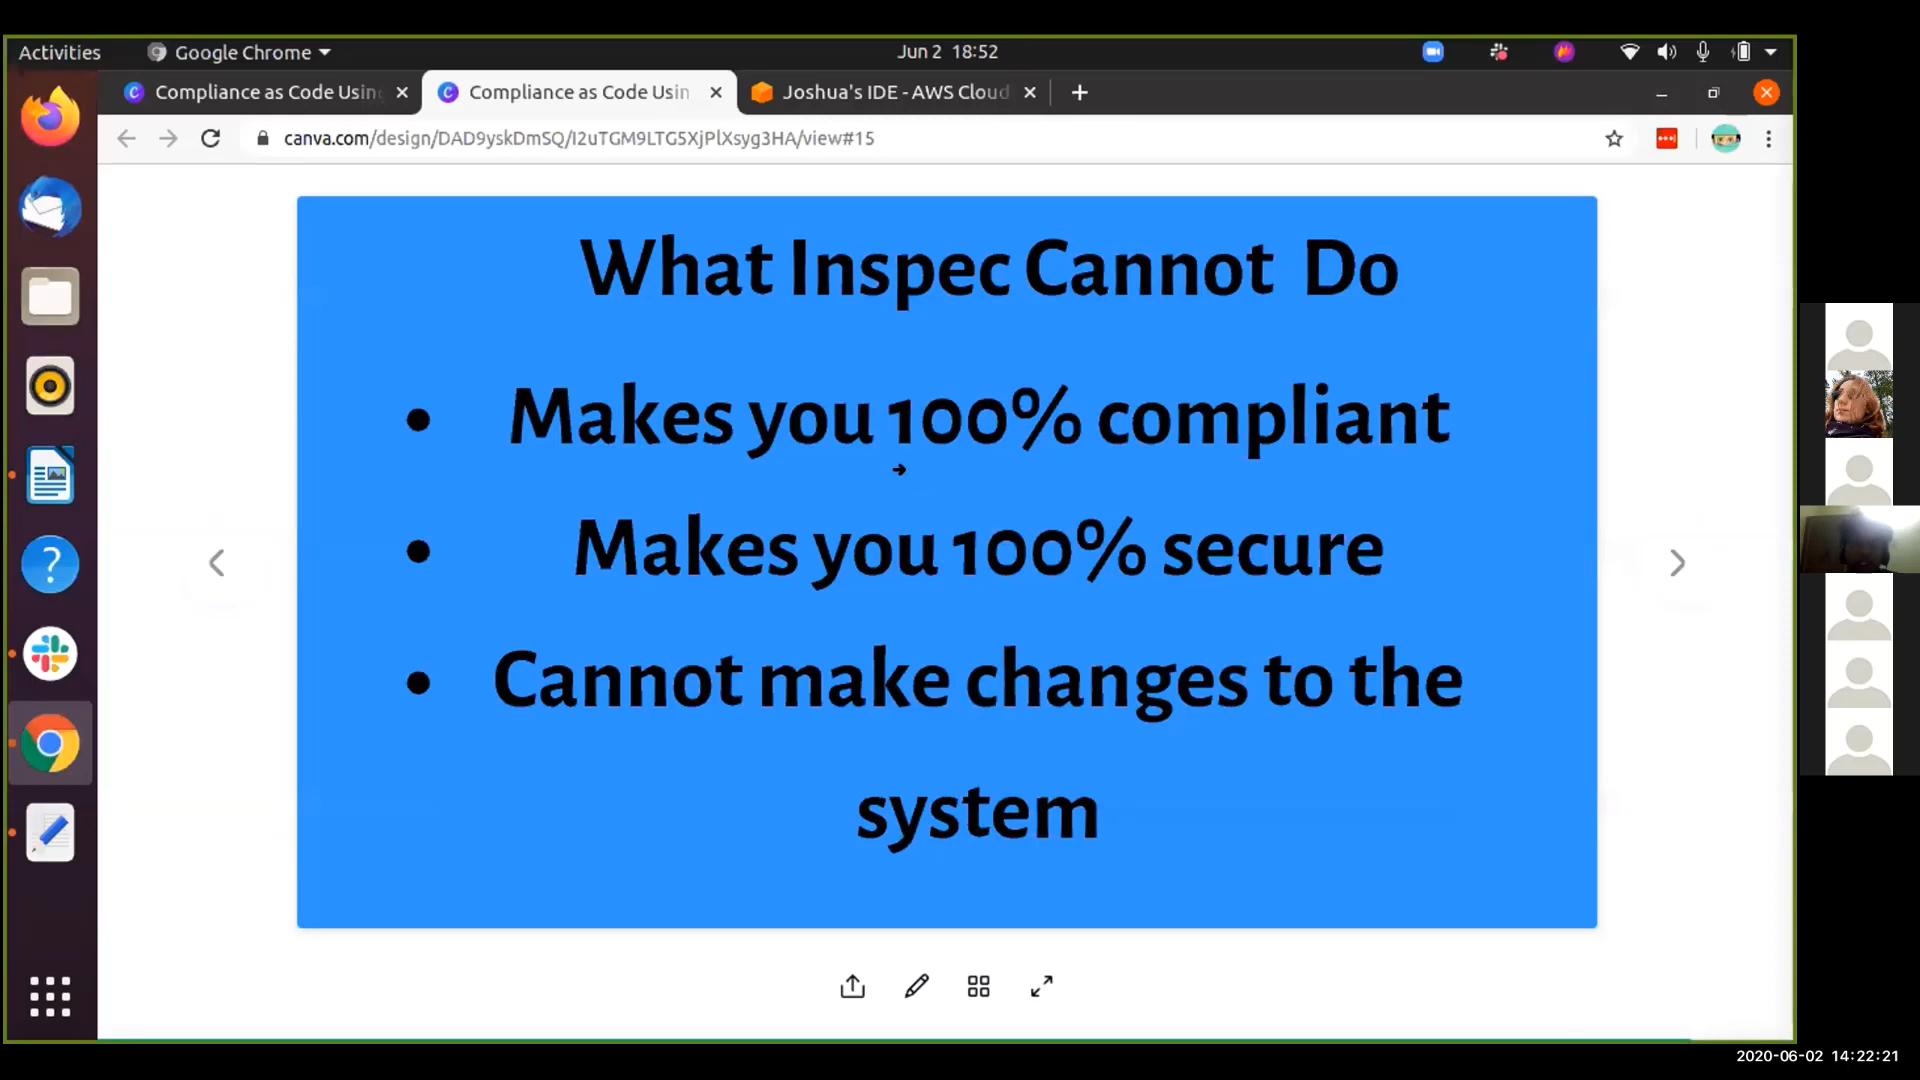 Activities
Google Chrome
Jun 2 18:52
Compliance as Code Usin
Compliance as Code Usin
Joshua's IDE - AWS Cloud
canva.com/design/DAD9yskDmSQ/I2uTGM9LTG5XjPlXsyg3HA/view#15
What Inspec Cannot Do
• Makes you 100% compliant
• Makes you 100% secure
• Cannot make changes to the
system
2020-06-02 14:22:21